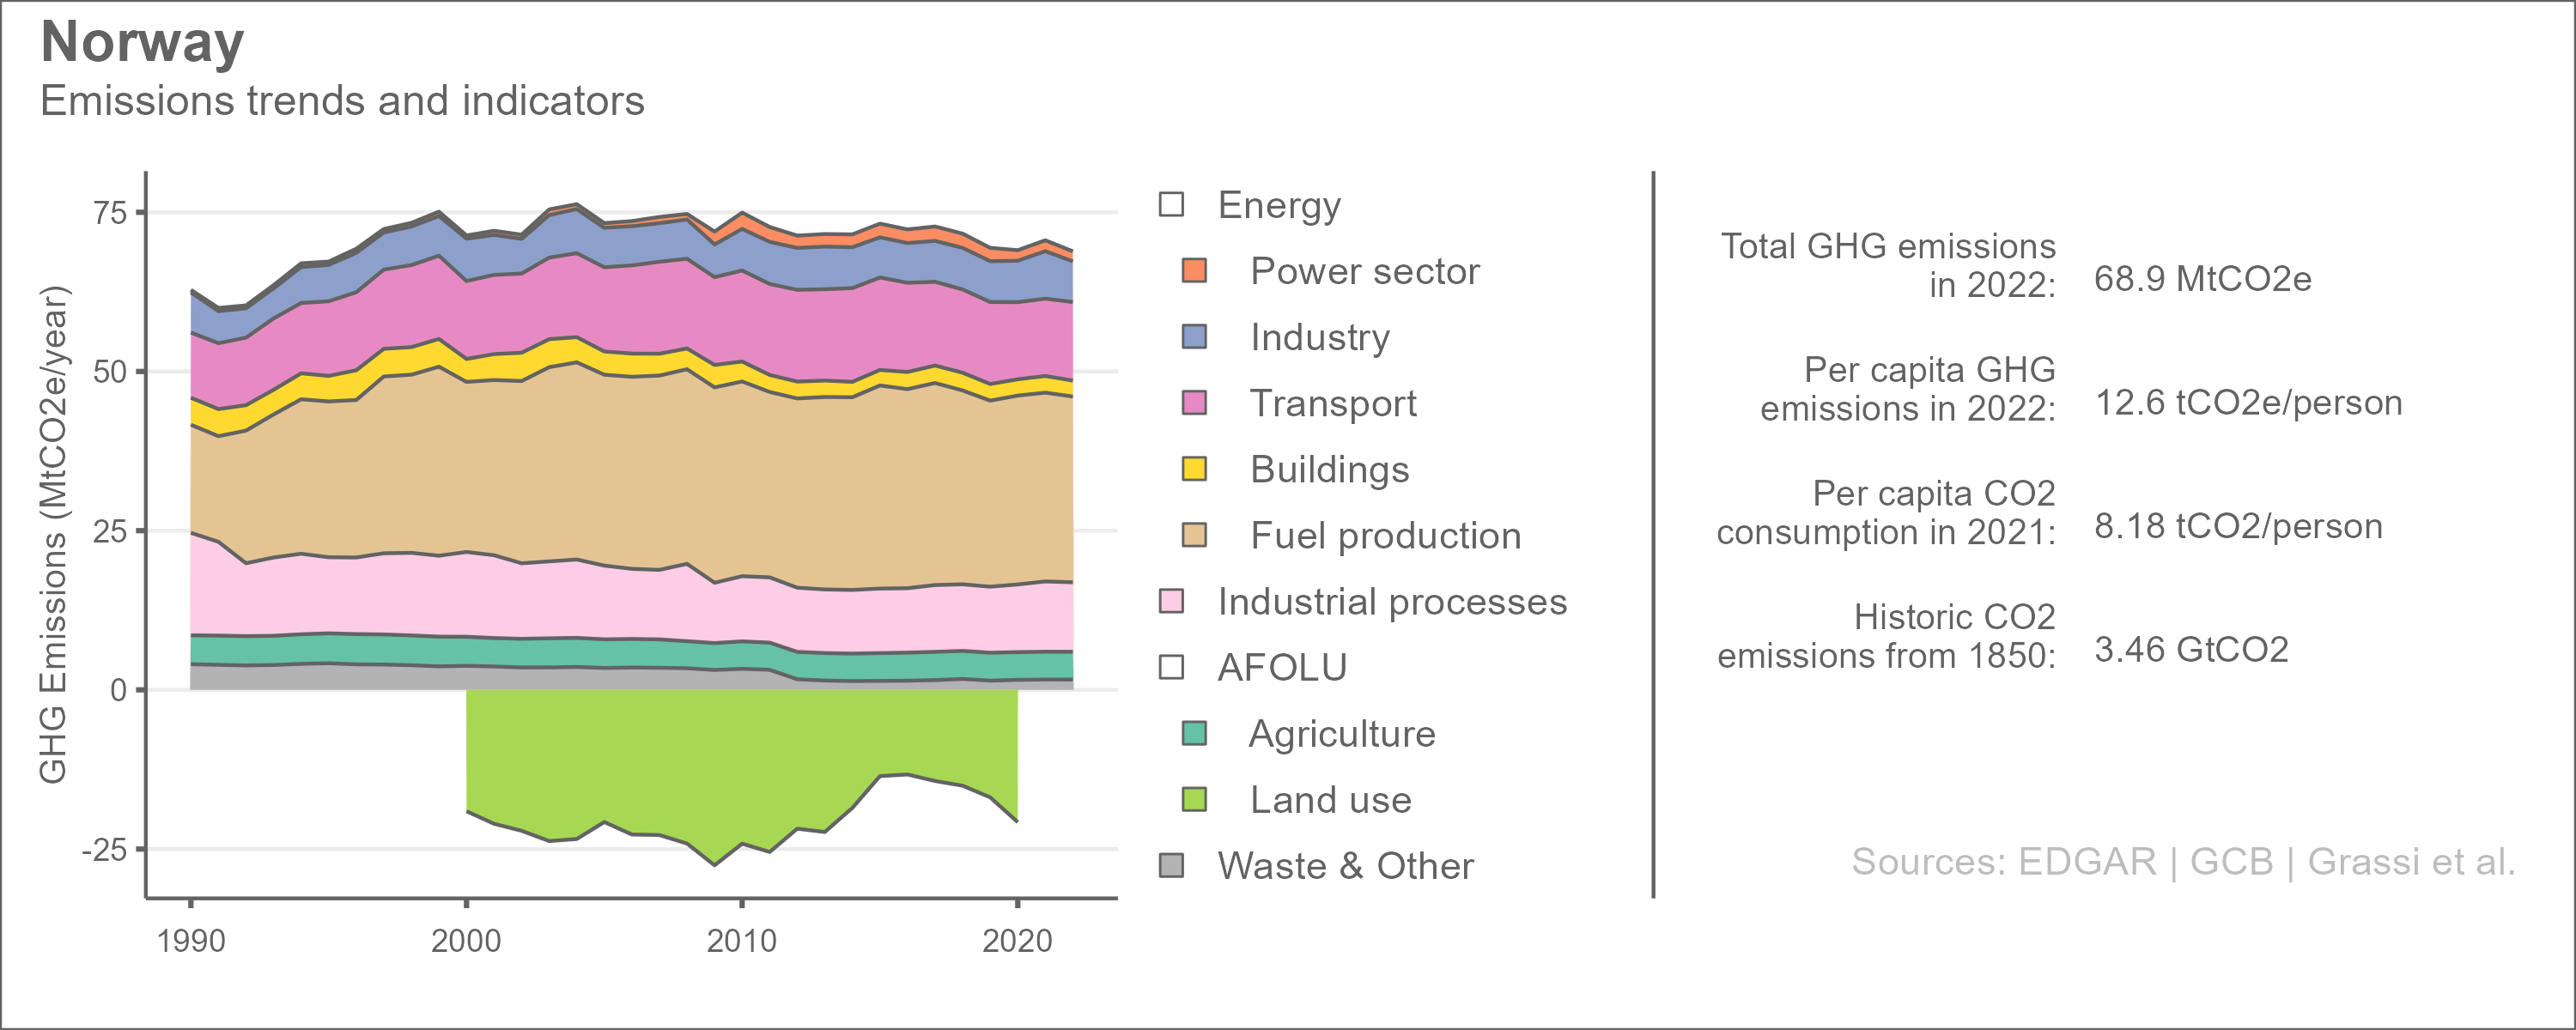 Norway
Emissions trends and indicators
GHG Emissions (MtCO2e/year)
75
50
25
0
-25
1990
2000
2010
2020
Energy
Power sector
Industry
Transport
Buildings
Fuel production
Industrial processes
AFOLU
Agriculture
Land use
Waste & Other
Total GHG emissions
in 2022:
68.9 MtCO2e
Per capita GHG
emissions in 2022:
12.6 tCO2e/person
Per capita CO2
consumption in 2021:
8.18 tCO2/person
Historic CO2
emissions from 1850:
3.46 GtCO2
Sources: EDGAR | GCB | Grassi et al.